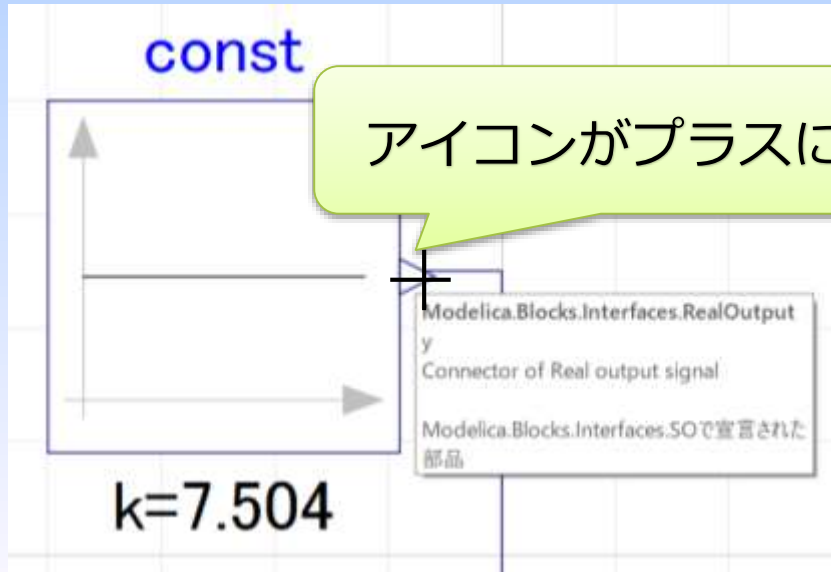 const
アイコンがプラスに
Modelica.Blocks.Interfaces.RealOutput
y
Connector of Real output signal
Modelica.Blocks.Interfaces.SOで宣言された
部品
k=7.504